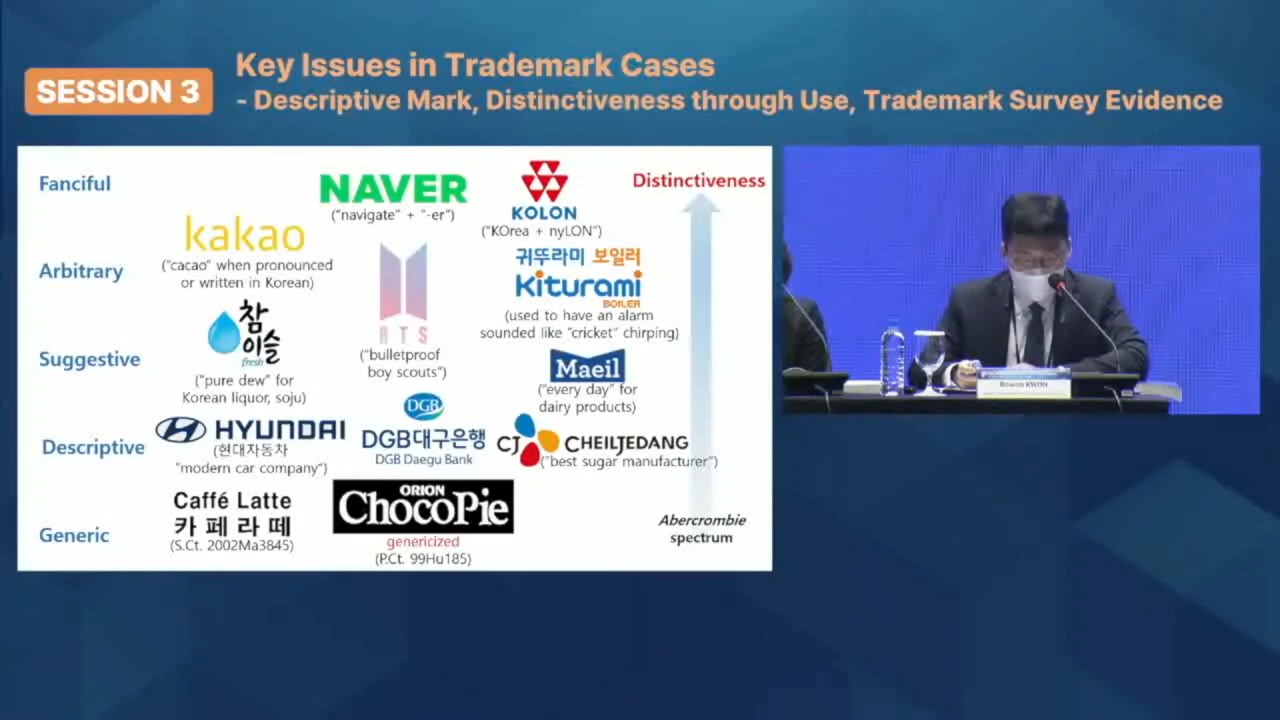 SESSION 3
Key Issues in Trademark Cases
- Descriptive Mark, Distinctiveness through Use, Trademark Survey Evidence
Fanciful
NAVER
("navigate" + "-er")
KOLON
("KOrea + nyLON")
Distinctiveness
Arbitrary
kakao
("cacao" when pronounced
or written in Korean)
BTS
("bulletproof
boy scouts")
귀뚜라미 보일러
Kiturami
BOILER
(used to have an alarm
sounded like "cricket" chirping)
Suggestive
참
이슬
fresh
("pure dew" for
Korean liquor, soju)
Maeil
("every day" for
dairy products)
Descriptive
HYUNDAI
(현대자동차
"modern car company")
DGB
DGB대구은행
DGB Daegu Bank
CJ CHEILJEDANG
("best sugar manufacturer")
Generic
Caffé Latte
카페라떼
(S.Ct. 2002Ma3845)
ORION
ChocoPie
genericized
(P.Ct. 99Hu185)
Abercrombie
spectrum
Bowon KWON